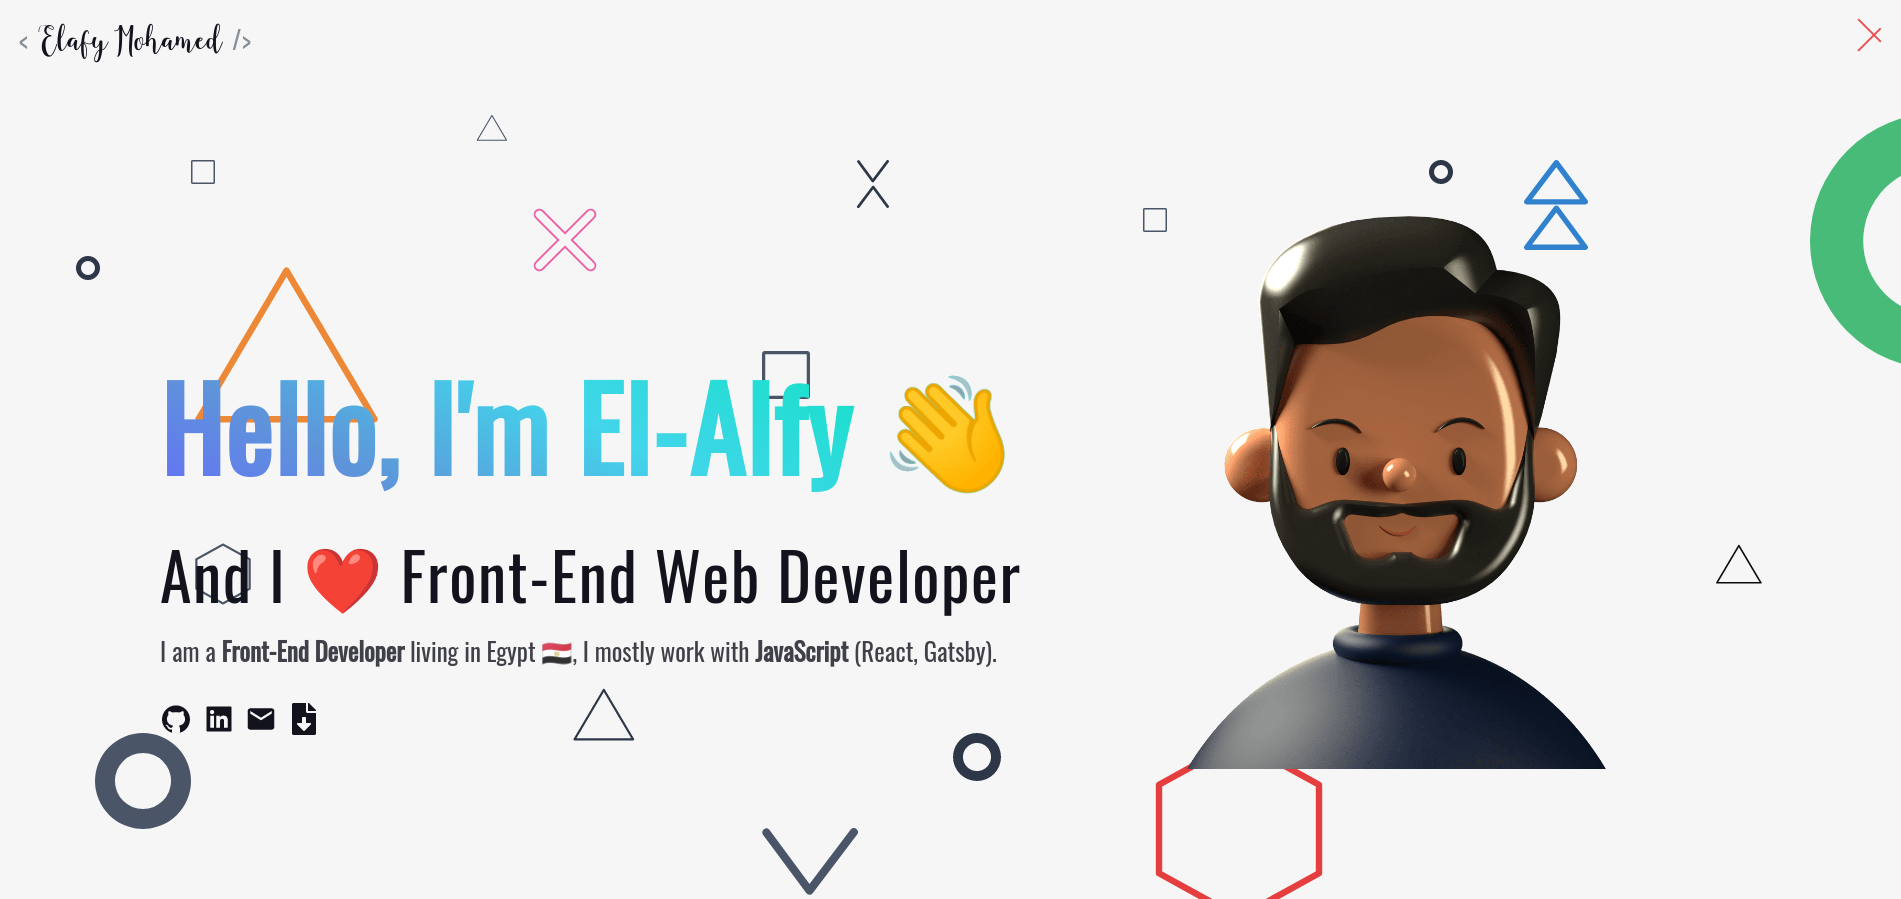 < Elafy Mohamed />
Hello, I'm El-Alfy 👋
And I ❤️ Front-End Web Developer
I am a Front-End Developer living in Egypt 🇪🇬, I mostly work with JavaScript (React, Gatsby).